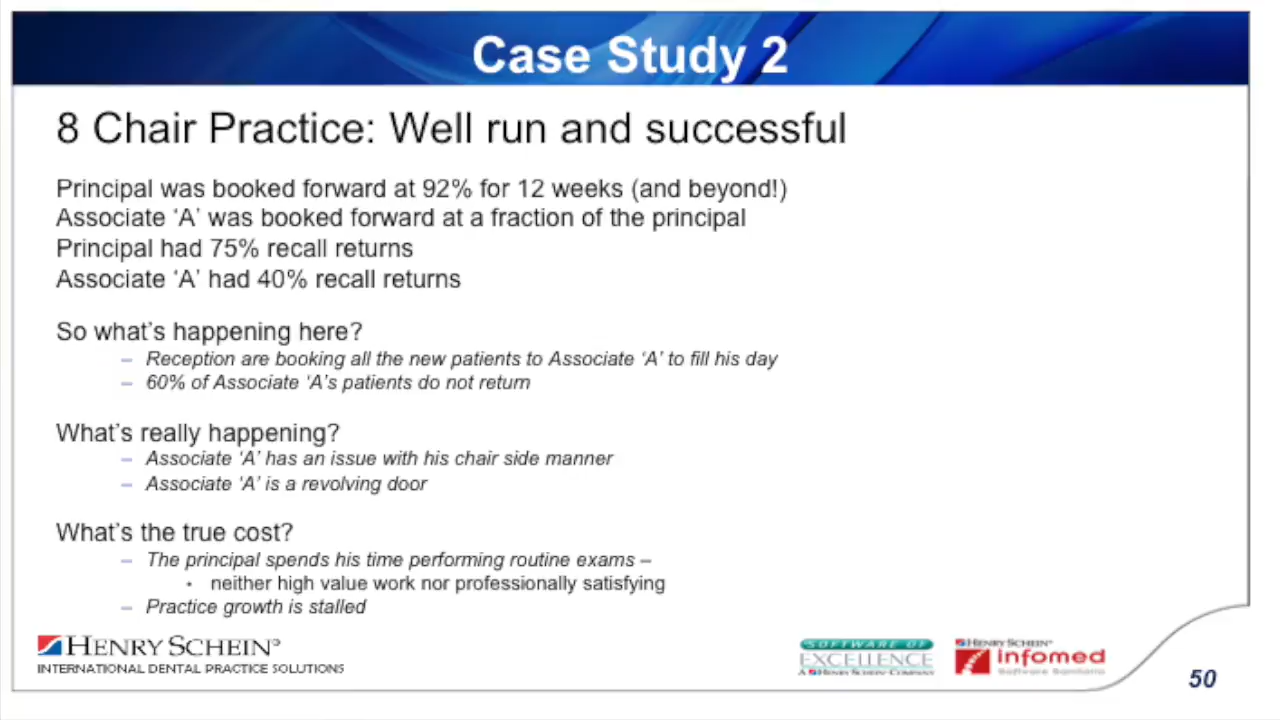 Case Study 2
8 Chair Practice: Well run and successful
Principal was booked forward at 92% for 12 weeks (and beyond!)
Associate ‘A’ was booked forward at a fraction of the principal
Principal had 75% recall returns
Associate ‘A’ had 40% recall returns
So what’s happening here?
– Reception are booking all the new patients to Associate ‘A’ to fill his day
– 60% of Associate ‘A’s patients do not return
What’s really happening?
– Associate ‘A’ has an issue with his chair side manner
– Associate ‘A’ is a revolving door
What’s the true cost?
– The principal spends his time performing routine exams –
• neither high value work nor professionally satisfying
– Practice growth is stalled
HENRY SCHEIN®
INTERNATIONAL DENTAL PRACTICE SOLUTIONS
SOFTWARE OF
EXCELLENCE
A HENRY SCHEIN COMPANY
HENRY SCHEIN®
infomed
Software Sanitario
50